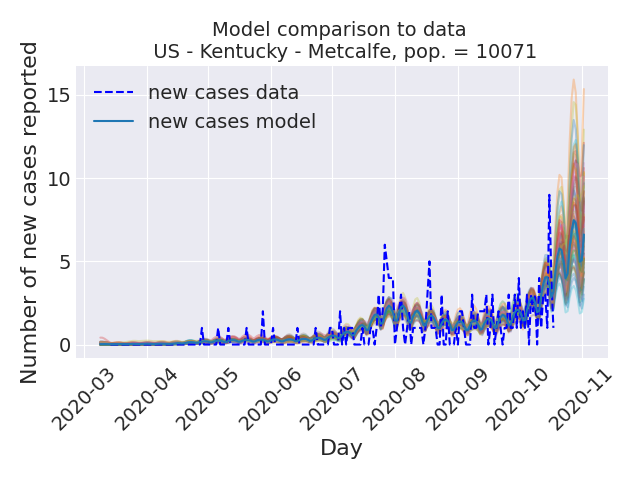 Model comparison to data
US - Kentucky - Metcalfe, pop. = 10071
new cases data
new cases model
Number of new cases reported
15
10
5
0
2020-03
2020-04
2020-05
2020-06
2020-07
2020-08
2020-09
2020-10
2020-11
Day